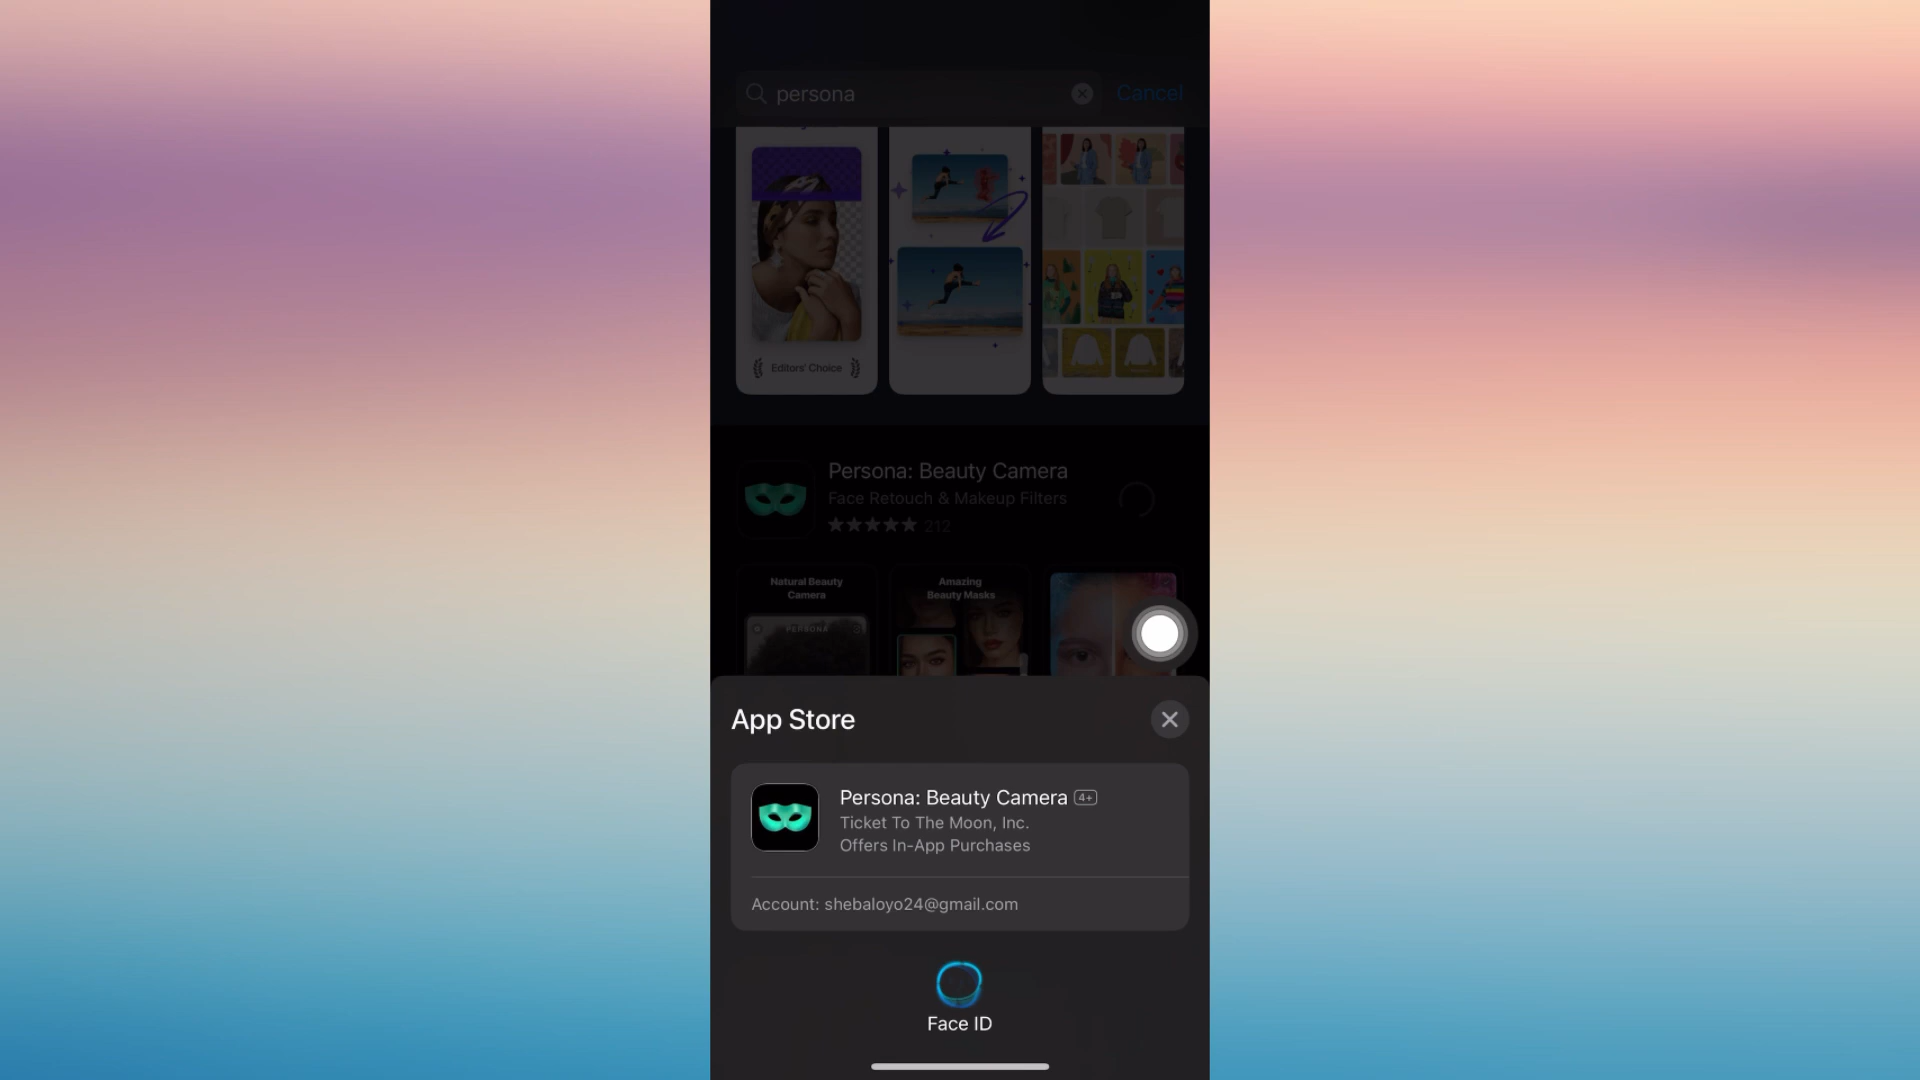 persona
Cancel
Editors' Choice
Persona: Beauty Camera
Face Retouch & Makeup Filters
212
Natural Beauty
Camera
Amazing
Beauty Masks
PERSONA
App Store
Persona: Beauty Camera 4+
Ticket To The Moon, Inc.
Offers In-App Purchases
Account: shebaloyo24@gmail.com
Face ID